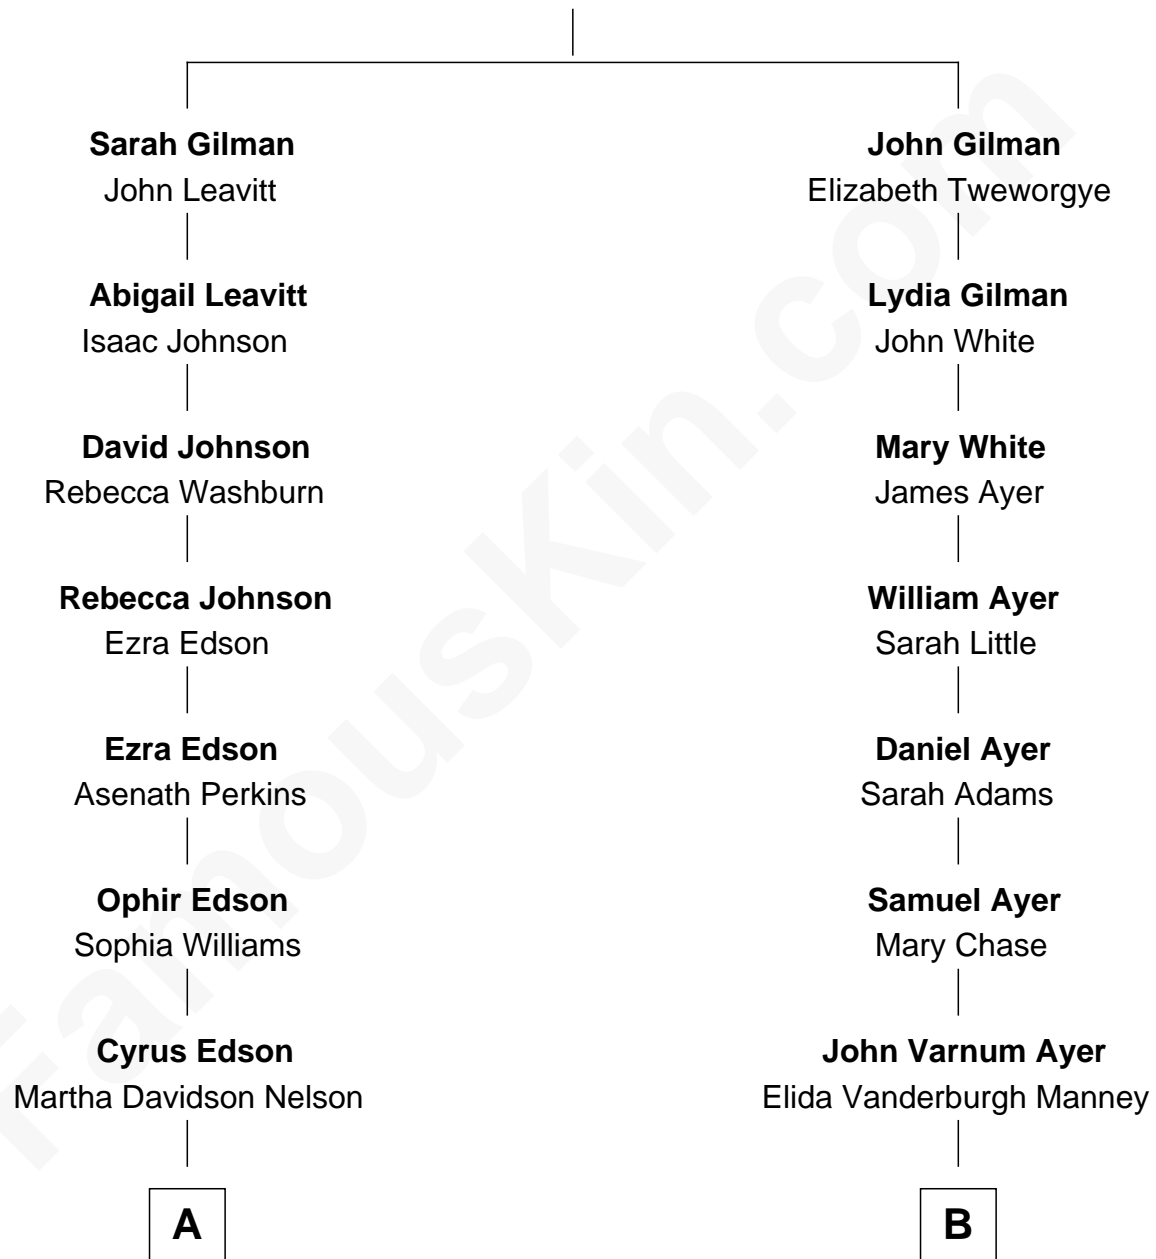 Sarah Gilman
John Leavitt
Abigail Leavitt
Isaac Johnson
David Johnson
Rebecca Washburn
Rebecca Johnson
Ezra Edson
Ezra Edson
Asenath Perkins
Ophir Edson
Sophia Williams
Cyrus Edson
Martha Davidson Nelson
A
John Gilman
Elizabeth Tweworgye
Lydia Gilman
John White
Mary White
James Ayer
William Ayer
Sarah Little
Daniel Ayer
Sarah Adams
Samuel Ayer
Mary Chase
John Varnum Ayer
Elida Vanderburgh Manney
B
FamousKin.com